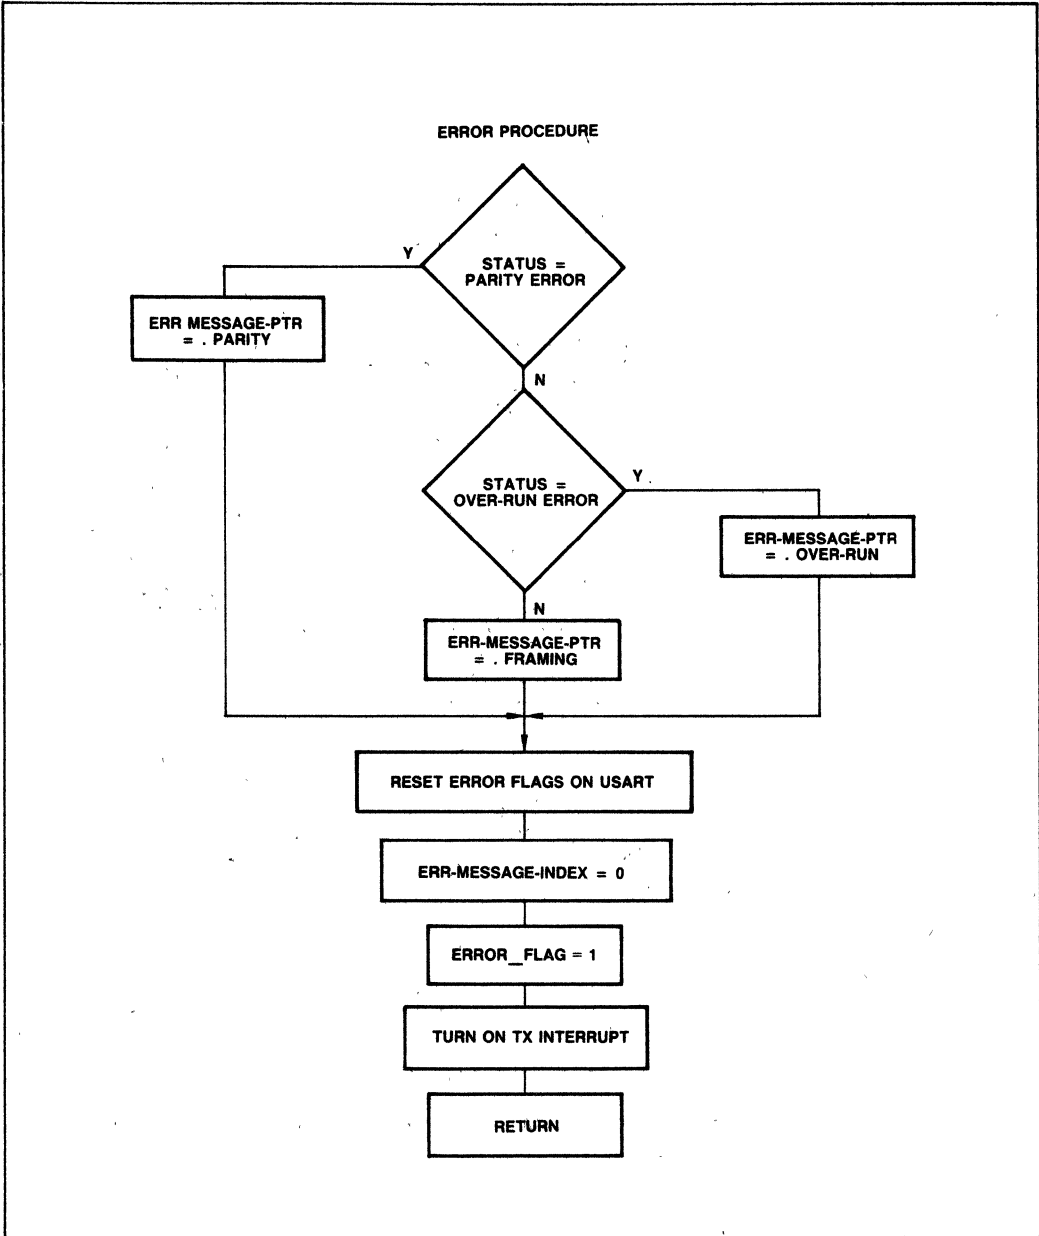 ERROR PROCEDURE
Y
STATUS =
PARITY ERROR
ERR MESSAGE-PTR
= . PARITY
N
STATUS =
OVER-RUN ERROR
Y
ERR-MESSAGE-PTR
= . OVER-RUN
N
ERR-MESSAGE-PTR
= . FRAMING
RESET ERROR FLAGS ON USART
ERR-MESSAGE-INDEX = 0
ERROR_FLAG = 1
TURN ON TX INTERRUPT
RETURN